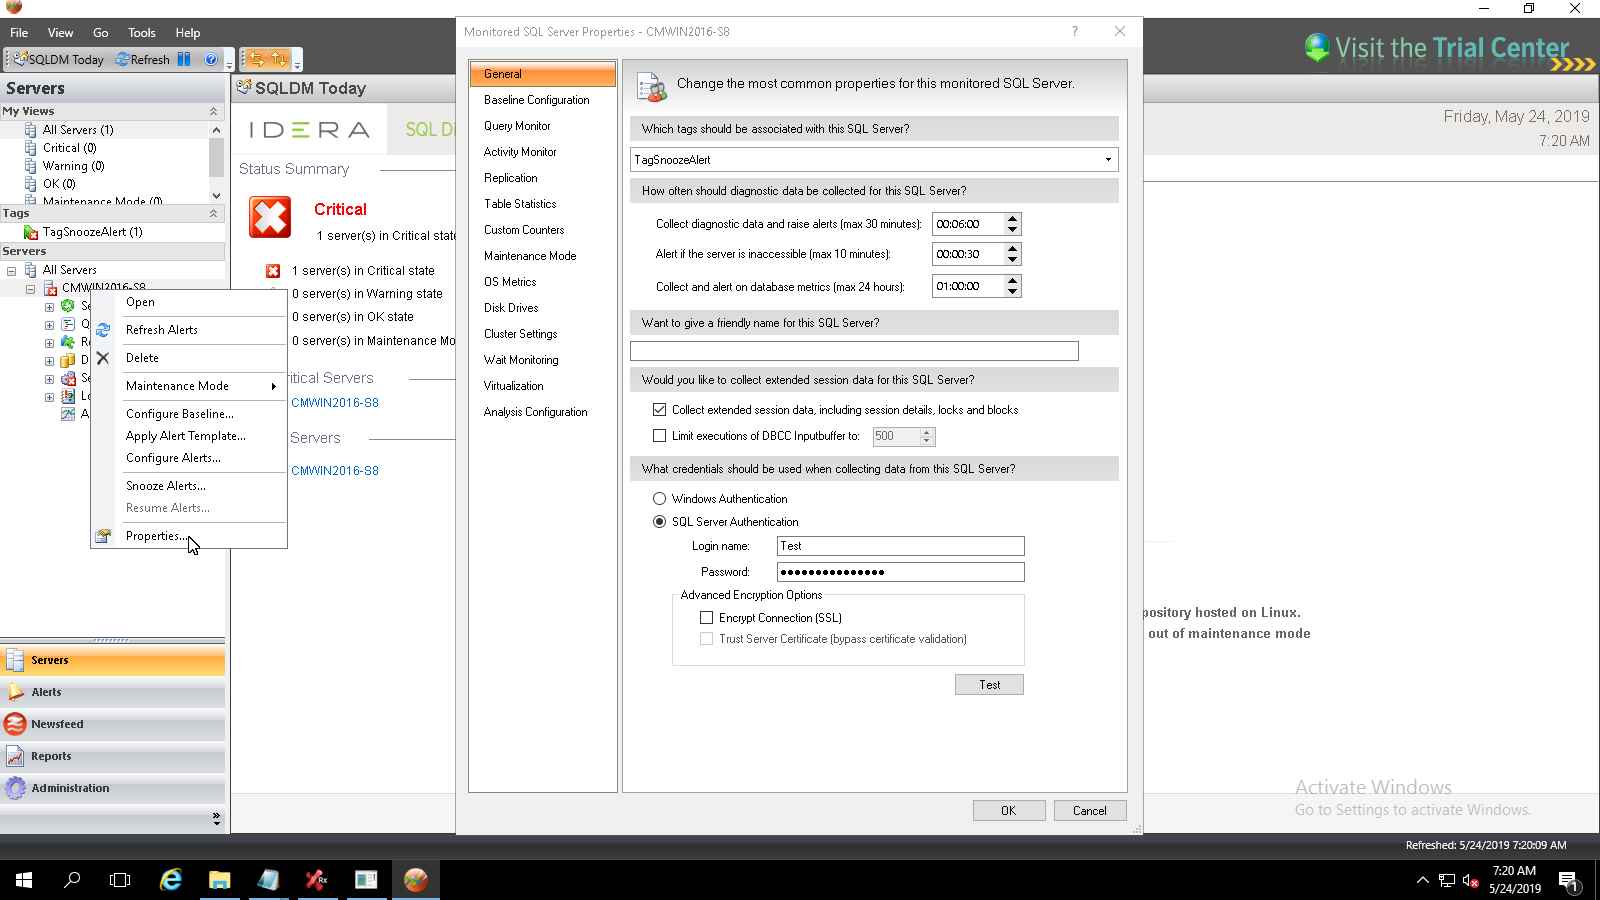 File View Go Tools Help
SQLDM Today Refresh
Visit the Trial Center
Servers
My Views
All Servers (1)
Critical (0)
Warning (0)
OK (0)
Maintenance Mode (0)
Tags
TagSnoozeAlert (1)
Servers
All Servers
CMWIN2016-S8
Open
Refresh Alerts
Delete
Maintenance Mode
Configure Baseline...
Apply Alert Template...
Configure Alerts...
Snooze Alerts...
Resume Alerts...
Properties...
Servers
Alerts
Newsfeed
Reports
Administration
SQLDM Today
IDERA SQL D
Friday, May 24, 2019
7:20 AM
Status Summary
Critical
1 server(s) in Critical state
1 server(s) in Critical state
0 server(s) in Warning state
0 server(s) in OK state
0 server(s) in Maintenance Mo
itical Servers
CMWIN2016-S8
Servers
CMWIN2016-S8
Monitored SQL Server Properties - CMWIN2016-S8
General
Baseline Configuration
Query Monitor
Activity Monitor
Replication
Table Statistics
Custom Counters
Maintenance Mode
OS Metrics
Disk Drives
Cluster Settings
Wait Monitoring
Virtualization
Analysis Configuration
Change the most common properties for this monitored SQL Server.
Which tags should be associated with this SQL Server?
TagSnoozeAlert
How often should diagnostic data be collected for this SQL Server?
Collect diagnostic data and raise alerts (max 30 minutes): 00:06:00
Alert if the server is inaccessible (max 10 minutes): 00:00:30
Collect and alert on database metrics (max 24 hours): 01:00:00
Want to give a friendly name for this SQL Server?
Would you like to collect extended session data for this SQL Server?
Collect extended session data, including session details, locks and blocks
Limit executions of DBCC Inputbuffer to: 500
What credentials should be used when collecting data from this SQL Server?
Windows Authentication
SQL Server Authentication
Login name: Test
Password: ●●●●●●●●●●●●●●●
Advanced Encryption Options
Encrypt Connection (SSL)
Trust Server Certificate (bypass certificate validation)
Test
OK Cancel
pository hosted on Linux.
out of maintenance mode
Activate Windows
Go to Settings to activate Windows.
Refreshed: 5/24/2019 7:20:09 AM
7:20 AM
5/24/2019
1